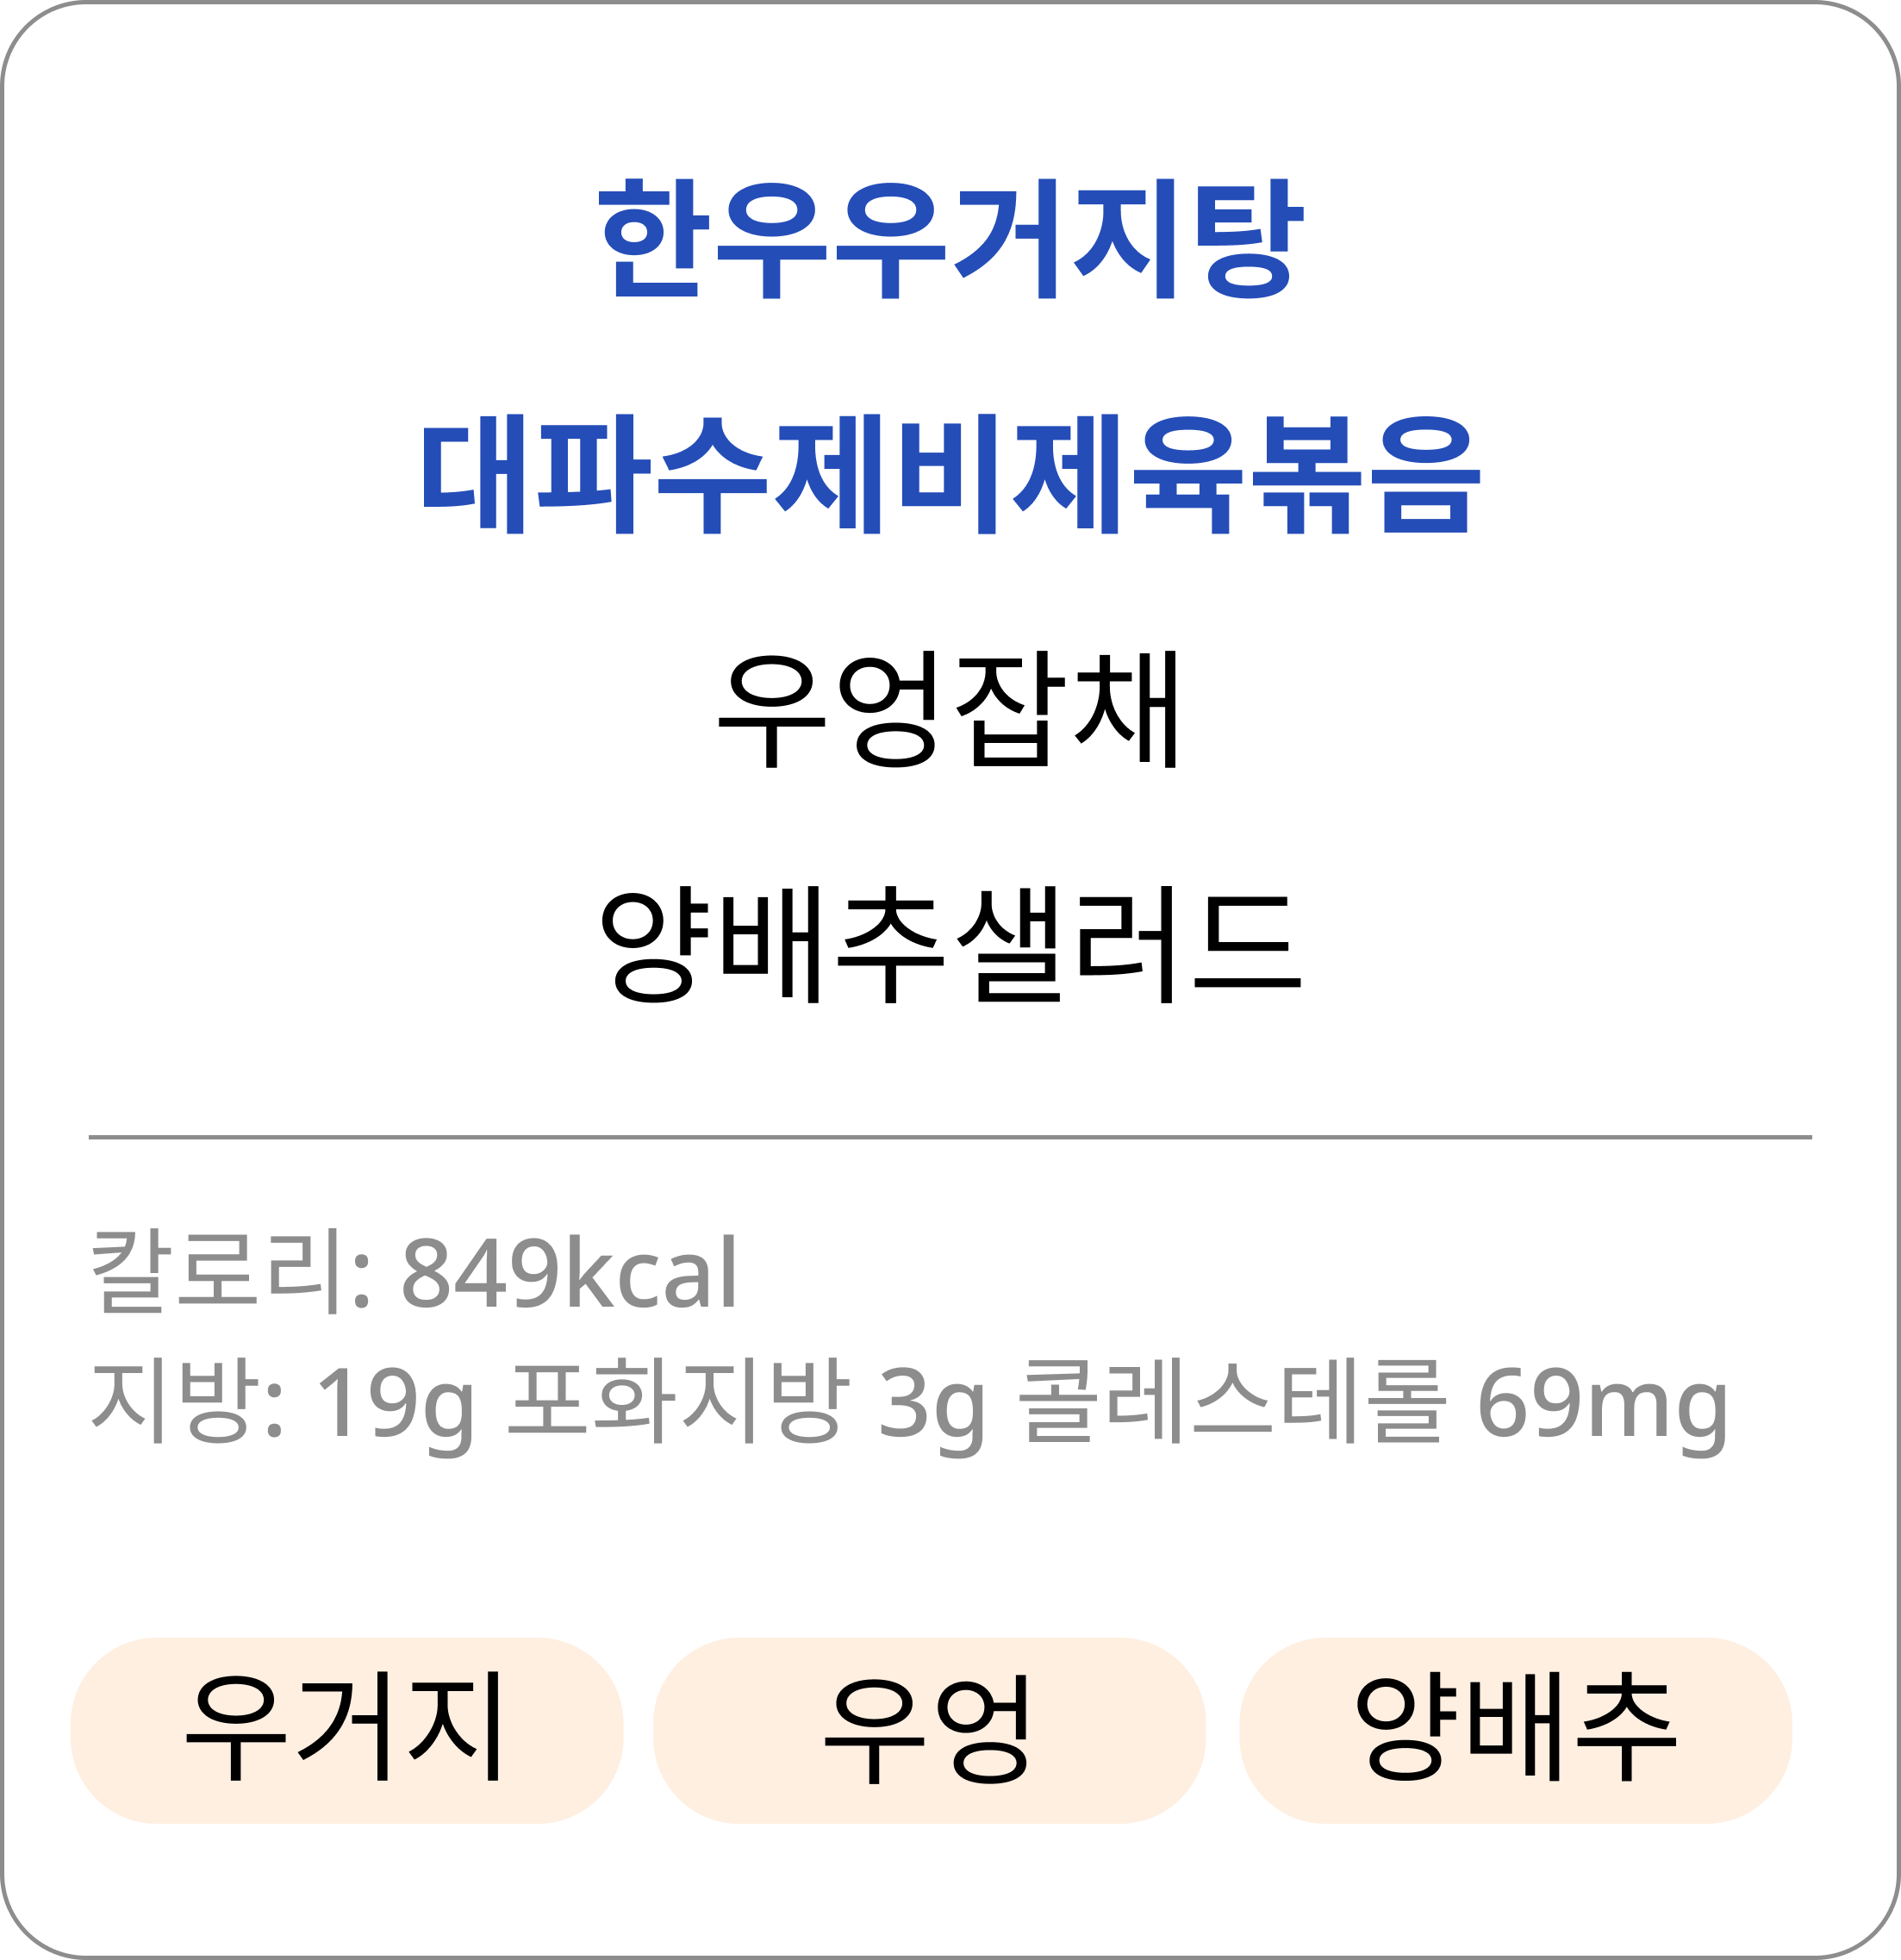 한우우거지탕
대파수제비제육볶음
우엉잡채
양배추샐러드
칼로리: 849kcal
지방: 19g 포화지방 3g 콜레스테롤 69mg
우거지
우엉
양배추